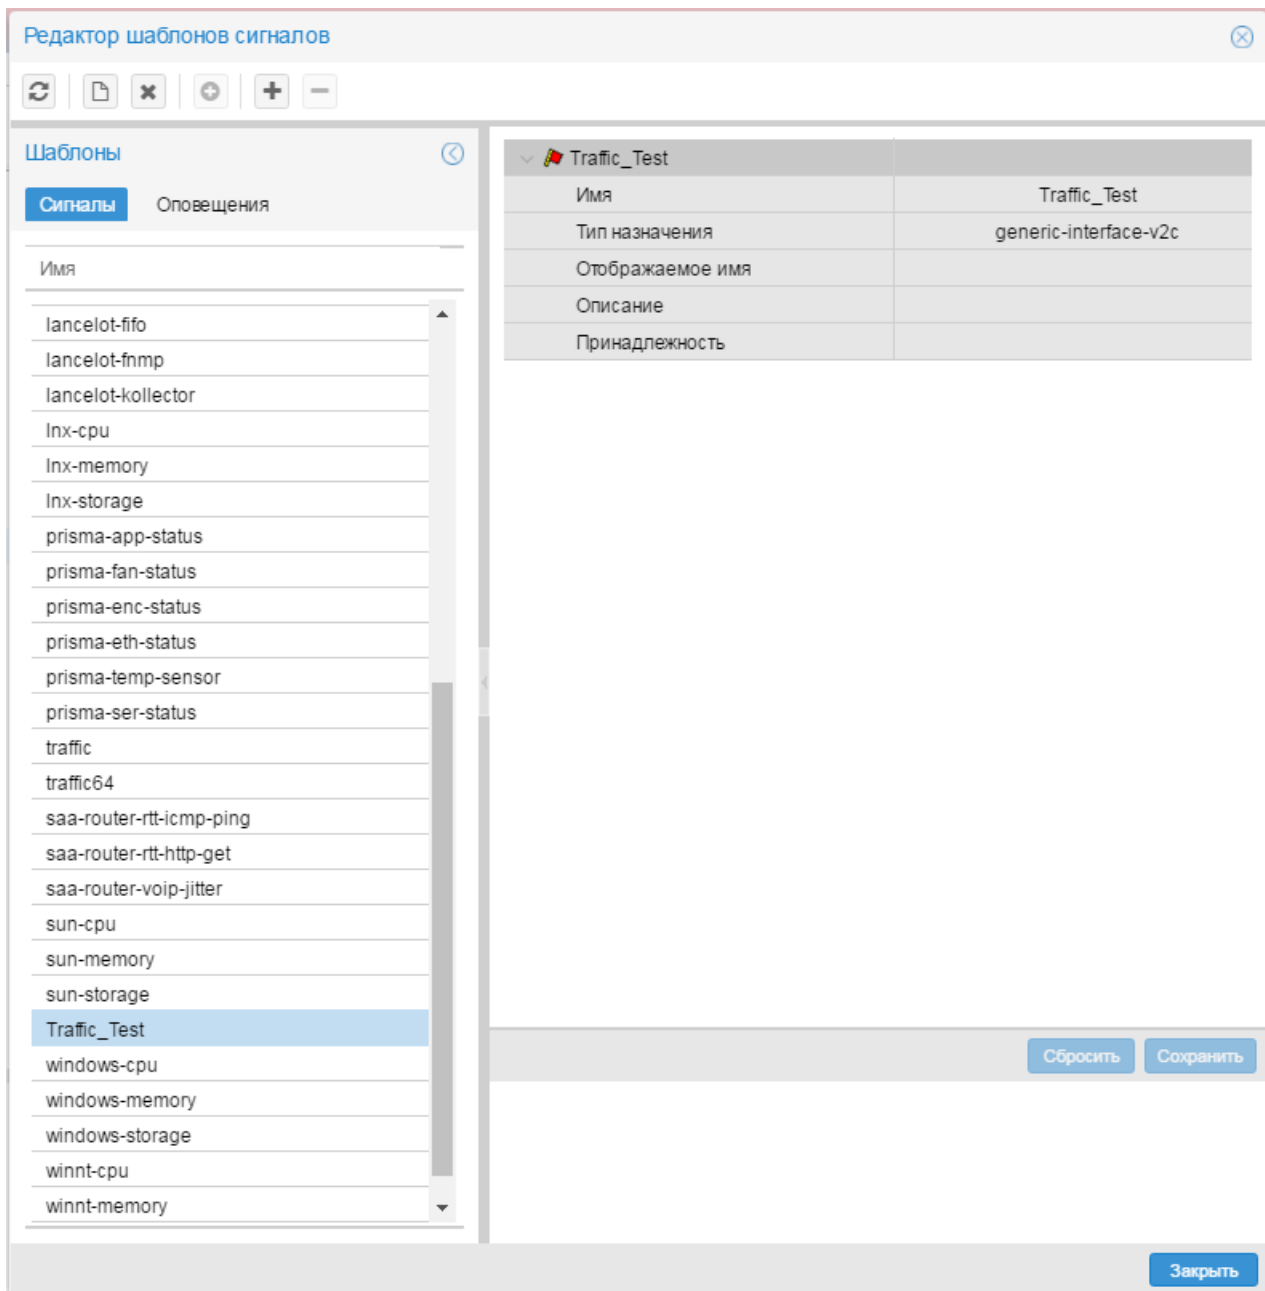 Редактор шаблонов сигналов
Шаблоны
Сигналы Оповещения
Имя
lancelot-fifo
lancelot-fnmp
lancelot-kollector
lnx-cpu
lnx-memory
lnx-storage
prisma-app-status
prisma-fan-status
prisma-enc-status
prisma-eth-status
prisma-temp-sensor
prisma-ser-status
traffic
traffic64
saa-router-rtt-icmp-ping
saa-router-rtt-http-get
saa-router-voip-jitter
sun-cpu
sun-memory
sun-storage
Traffic_Test
windows-cpu
windows-memory
windows-storage
winnt-cpu
winnt-memory
Traffic_Test
Имя Traffic_Test
Тип назначения generic-interface-v2c
Отображаемое имя
Описание
Принадлежность
Сбросить Сохранить
Закрыть